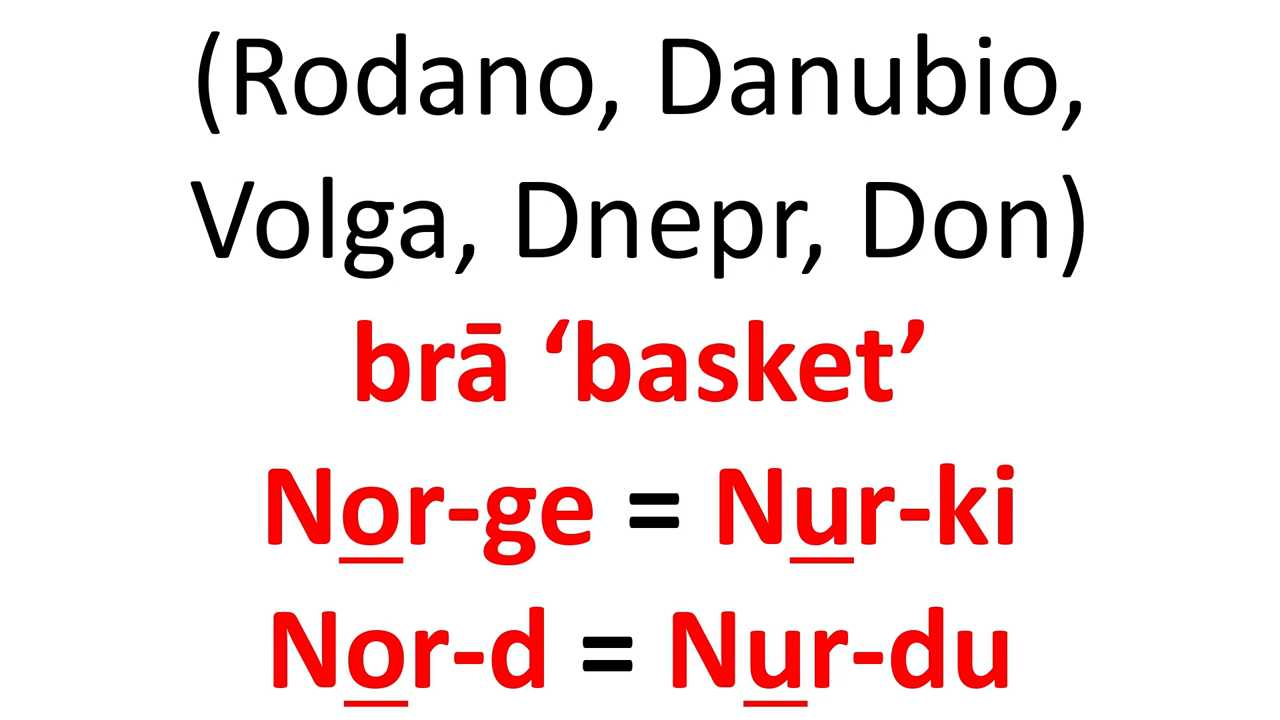 (Rodano, Danubio,
Volga, Dnepr, Don)
brā ‘basket’
Nor-ge = Nur-ki
Nor-d = Nur-du